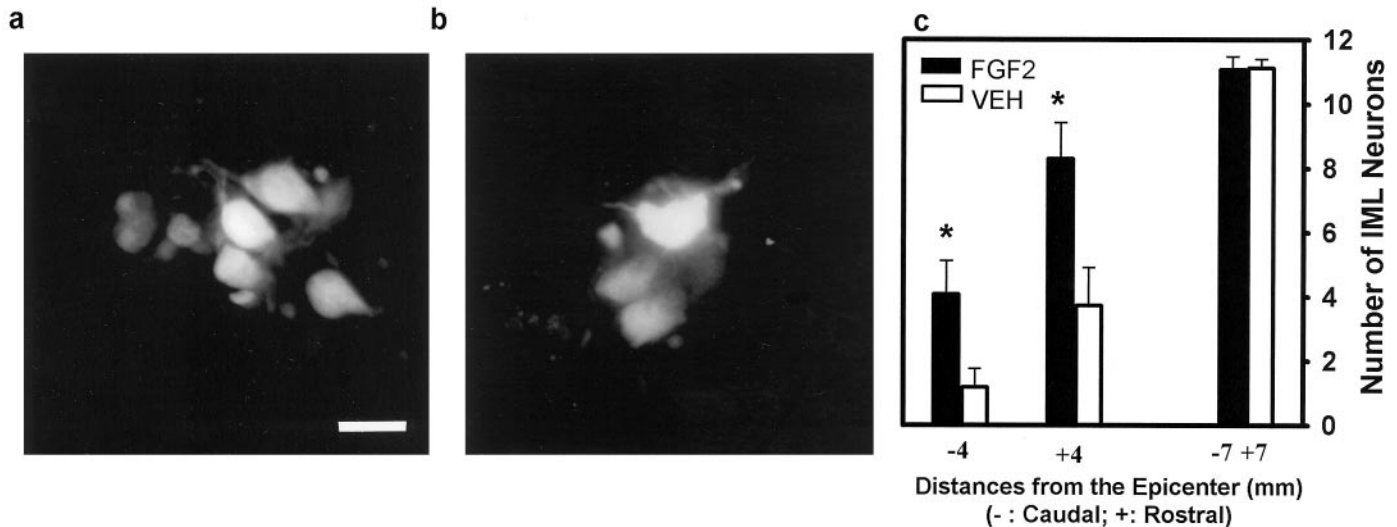 a
b
c
FGF2
VEH
*
*
12
10
8
6
4
2
0
Number of IML Neurons
-4
+4
-7 +7
Distances from the Epicenter (mm)
(- : Caudal; +: Rostral)